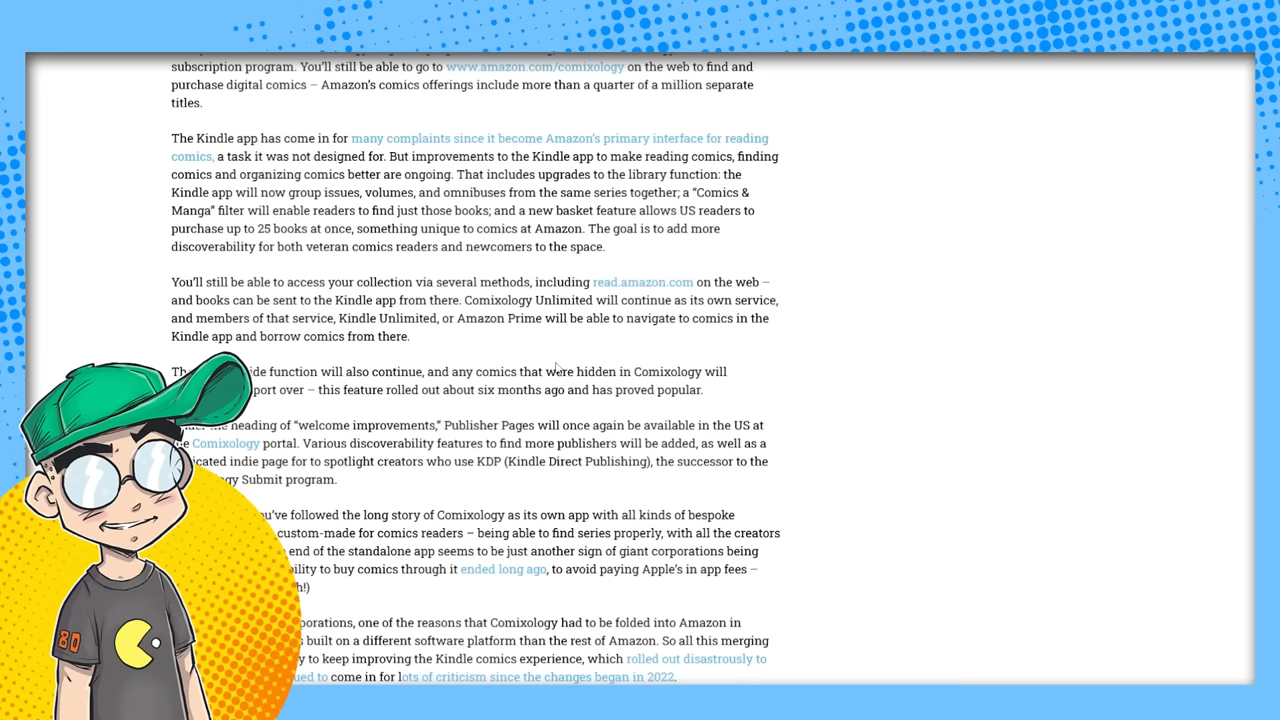 subscription program. You'll still be able to go to www.amazon.com/comixology on the web to find and
purchase digital comics – Amazon's comics offerings include more than a quarter of a million separate
titles.
The Kindle app has come in for many complaints since it become Amazon's primary interface for reading
comics, a task it was not designed for. But improvements to the Kindle app to make reading comics, finding
comics and organizing comics better are ongoing. That includes upgrades to the library function: the
Kindle app will now group issues, volumes, and omnibuses from the same series together; a “Comics &
Manga” filter will enable readers to find just those books; and a new basket feature allows US readers to
purchase up to 25 books at once, something unique to comics at Amazon. The goal is to add more
discoverability for both veteran comics readers and newcomers to the space.
You'll still be able to access your collection via several methods, including read.amazon.com on the web –
and books can be sent to the Kindle app from there. Comixology Unlimited will continue as its own service,
and members of that service, Kindle Unlimited, or Amazon Prime will be able to navigate to comics in the
Kindle app and borrow comics from there.
function will also continue, and any comics that were hidden in Comixology will
over – this feature rolled out about six months ago and has proved popular.
heading of “welcome improvements,” Publisher Pages will once again be available in the US at
Comixology portal. Various discoverability features to find more publishers will be added, as well as a
indie page for to spotlight creators who use KDP (Kindle Direct Publishing), the successor to the
Submit program.
you've followed the long story of Comixology as its own app with all kinds of bespoke
custom-made for comics readers – being able to find series properly, with all the creators
end of the standalone app seems to be just another sign of giant corporations being
to buy comics through it ended long ago, to avoid paying Apple's in app fees –
one of the reasons that Comixology had to be folded into Amazon in
built on a different software platform than the rest of Amazon. So all this merging
to keep improving the Kindle comics experience, which rolled out disastrously to
to come in for lots of criticism since the changes began in 2022.
80